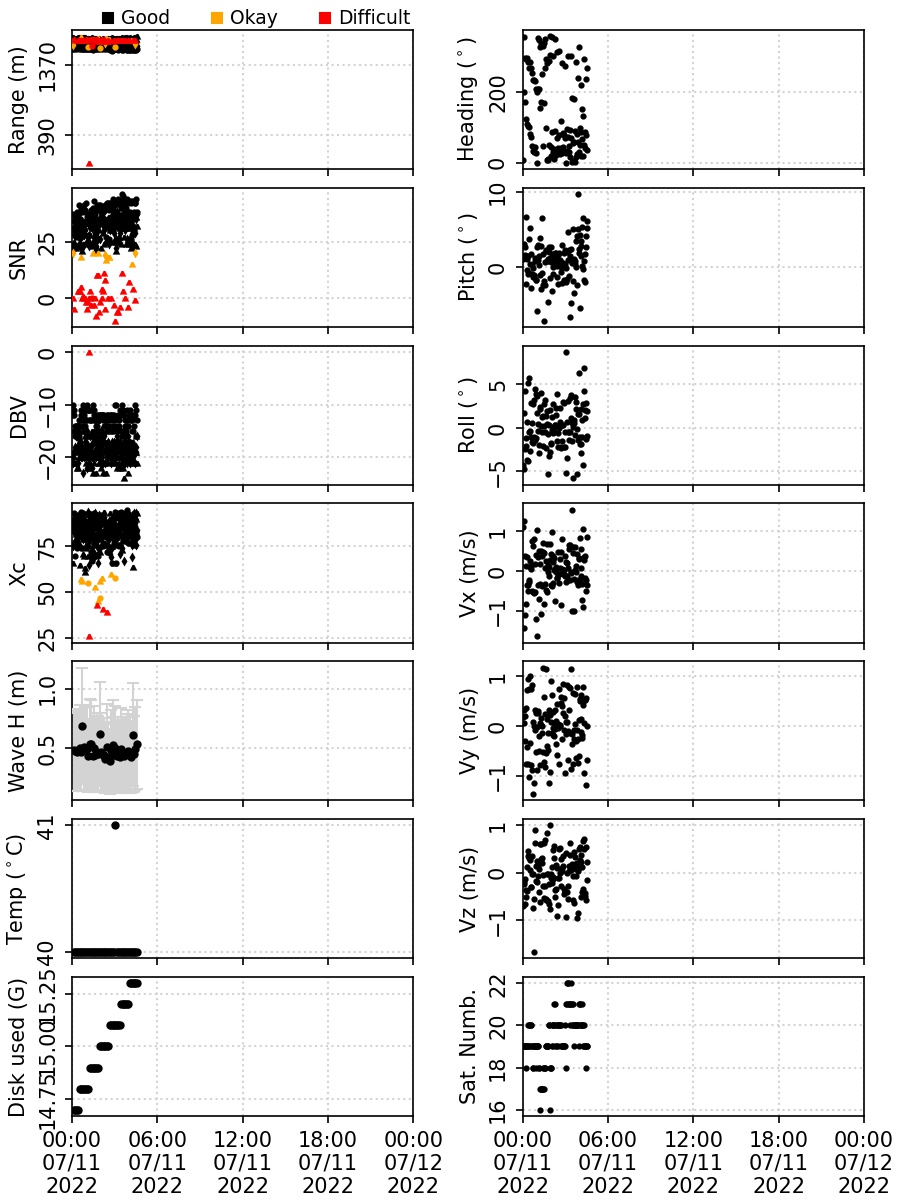 Good Okay Difficult
Range (m)
1370
390
Heading (°)
200
0
SNR
25
0
Pitch (°)
10
0
DBV
0
−10
−20
Roll (°)
5
0
−5
Xc
75
50
25
Vx (m/s)
1
0
−1
Wave H (m)
1.0
0.5
Vy (m/s)
1
0
−1
Temp (°C)
41
40
Vz (m/s)
1
0
−1
Disk used (G)
15.25
15.00
14.75
Sat. Numb.
22
20
18
16
00:00 06:00 12:00 18:00 00:00
07/11 07/11 07/11 07/11 07/12
2022 2022 2022 2022 2022
00:00 06:00 12:00 18:00 00:00
07/11 07/11 07/11 07/11 07/12
2022 2022 2022 2022 2022